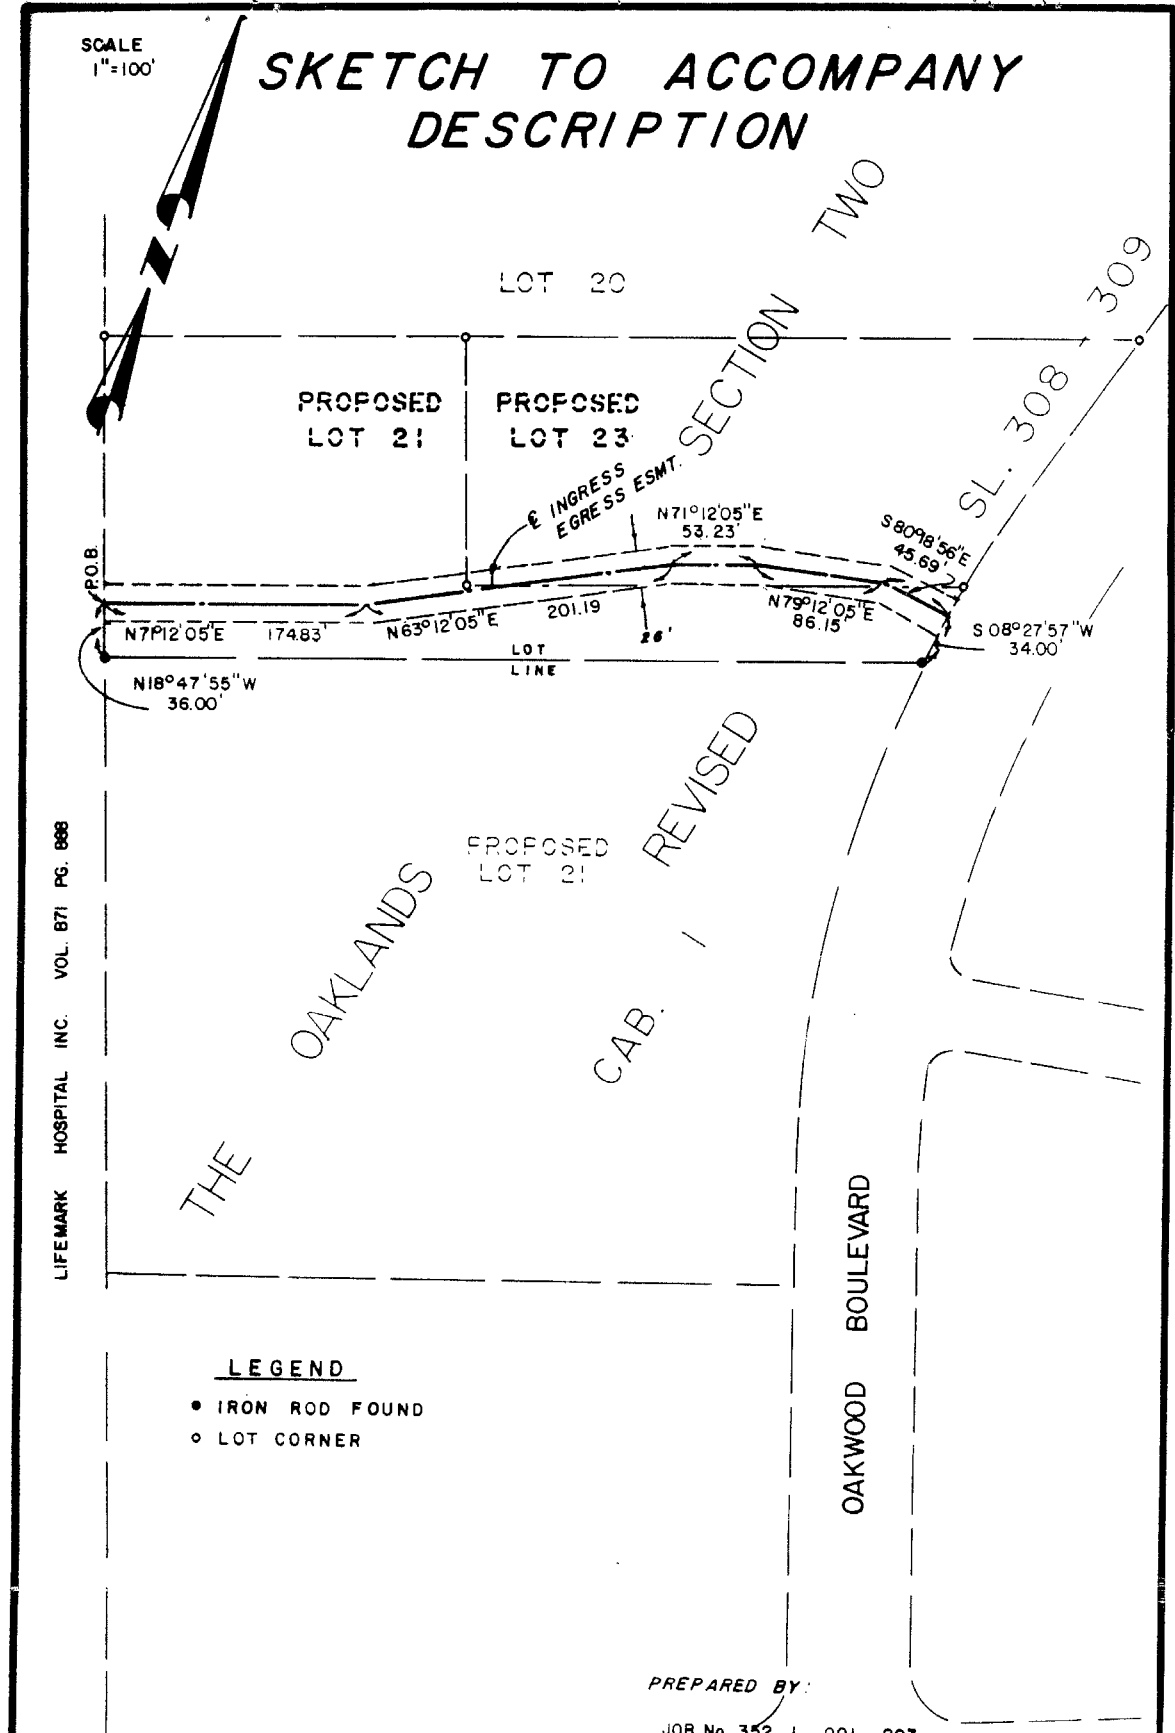 SCALE
1"=100'
SKETCH TO ACCOMPANY
DESCRIPTION
N
LOT 20
PROPOSED
LOT 21
PROPOSED
LOT 23
SECTION TWO
SL. 308, 309
℄ INGRESS
EGRESS ESMT.
N71°12'05"E
53.23'
S 80°18'56"E
45.69'
P.O.B.
N71°12'05"E 174.83'
N63°12'05"E 201.19
26'
N79°12'05"E
86.15'
S 08°27'57"W
34.00'
LOT
LINE
N18°47'55"W
36.00'
LIFEMARK HOSPITAL INC. VOL. 871 PG. 888
PROPOSED
LOT 21
THE OAKLANDS
REVISED
CAB. I
OAKWOOD BOULEVARD
LEGEND
● IRON ROD FOUND
○ LOT CORNER
PREPARED BY:
JOB No. 352